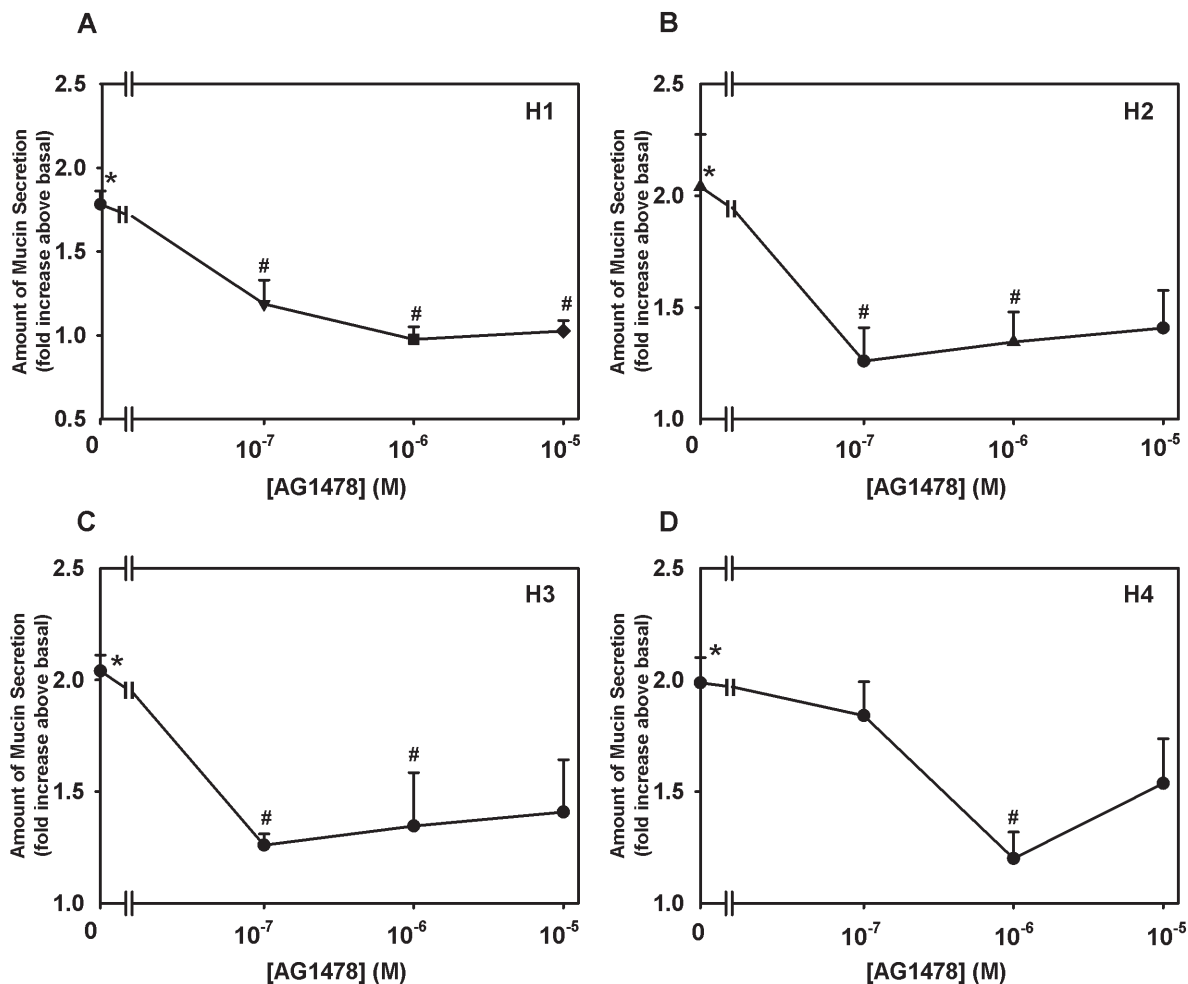 A
Amount of Mucin Secretion
(fold increase above basal)
2.5
2.0
1.5
1.0
0.5
H1
*
#
#
#
0
10⁻⁷
10⁻⁶
10⁻⁵
[AG1478] (M)
B
Amount of Mucin Secretion
(fold increase above basal)
2.5
2.0
1.5
1.0
H2
*
#
#
0
10⁻⁷
10⁻⁶
10⁻⁵
[AG1478] (M)
C
Amount of Mucin Secretion
(fold increase above basal)
2.5
2.0
1.5
1.0
H3
*
#
#
0
10⁻⁷
10⁻⁶
10⁻⁵
[AG1478] (M)
D
Amount of Mucin Secretion
(fold increase above basal)
2.5
2.0
1.5
1.0
H4
*
#
0
10⁻⁷
10⁻⁶
10⁻⁵
[AG1478] (M)